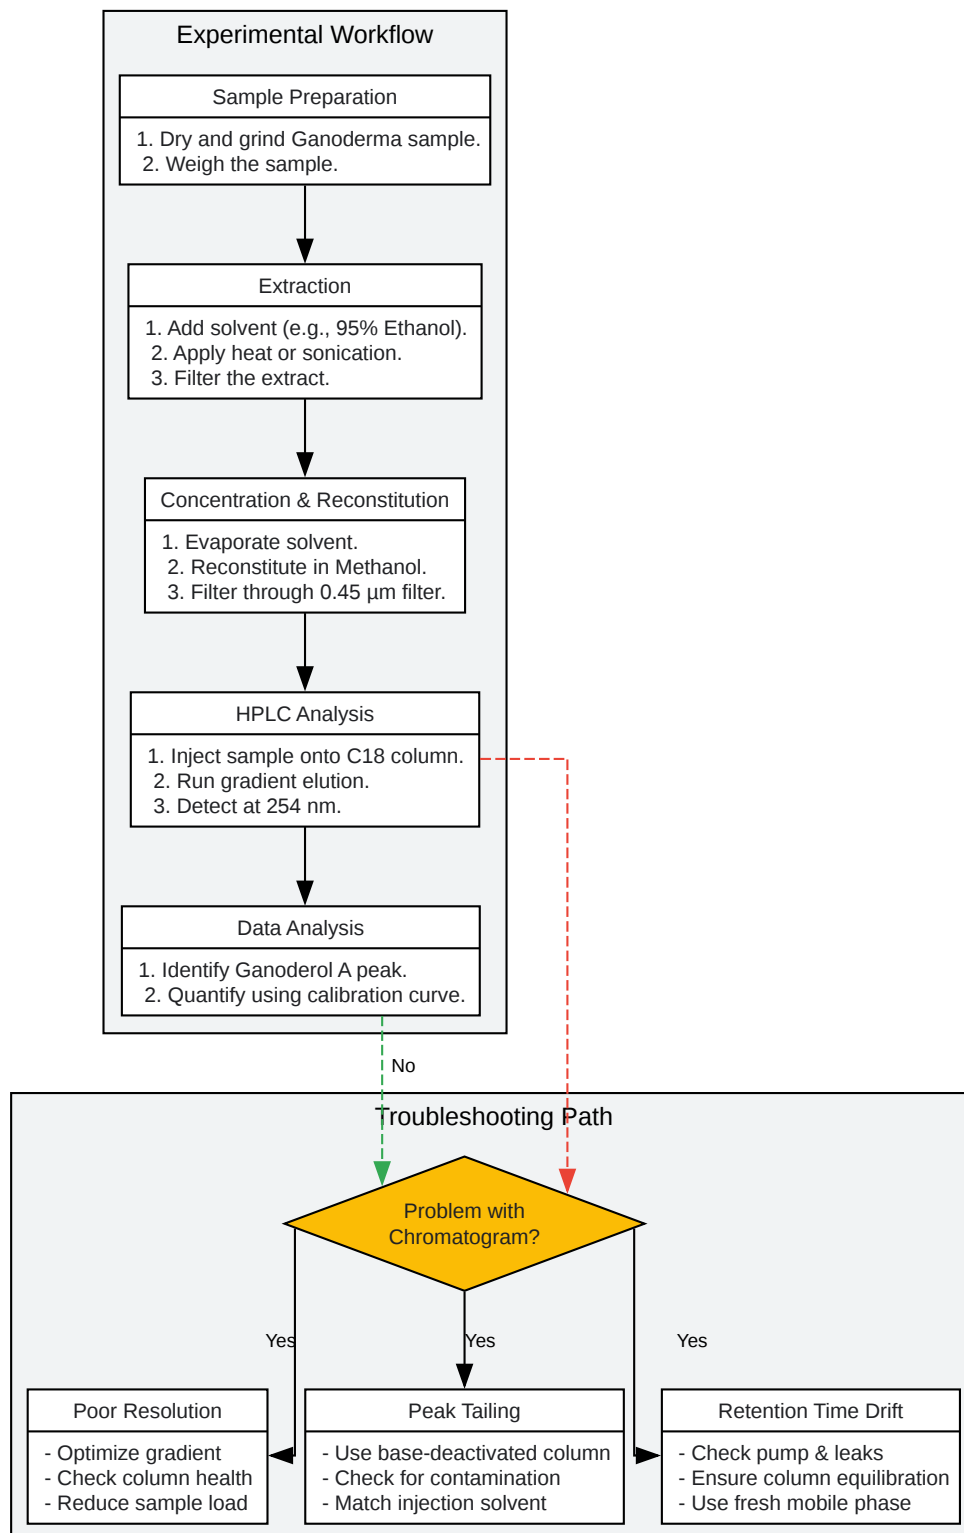 Experimental Workflow
Sample Preparation
1. Dry and grind Ganoderma sample.
2. Weigh the sample.
Extraction
1. Add solvent (e.g., 95% Ethanol).
2. Apply heat or sonication.
3. Filter the extract.
Concentration & Reconstitution
1. Evaporate solvent.
2. Reconstitute in Methanol.
3. Filter through 0.45 µm filter.
HPLC Analysis
1. Inject sample onto C18 column.
2. Run gradient elution.
3. Detect at 254 nm.
Data Analysis
1. Identify Ganoderol A peak.
2. Quantify using calibration curve.
No
Troubleshooting Path
Problem with
Chromatogram?
Yes
Yes
Yes
Poor Resolution
- Optimize gradient
- Check column health
- Reduce sample load
Peak Tailing
- Use base-deactivated column
- Check for contamination
- Match injection solvent
Retention Time Drift
- Check pump & leaks
- Ensure column equilibration
- Use fresh mobile phase